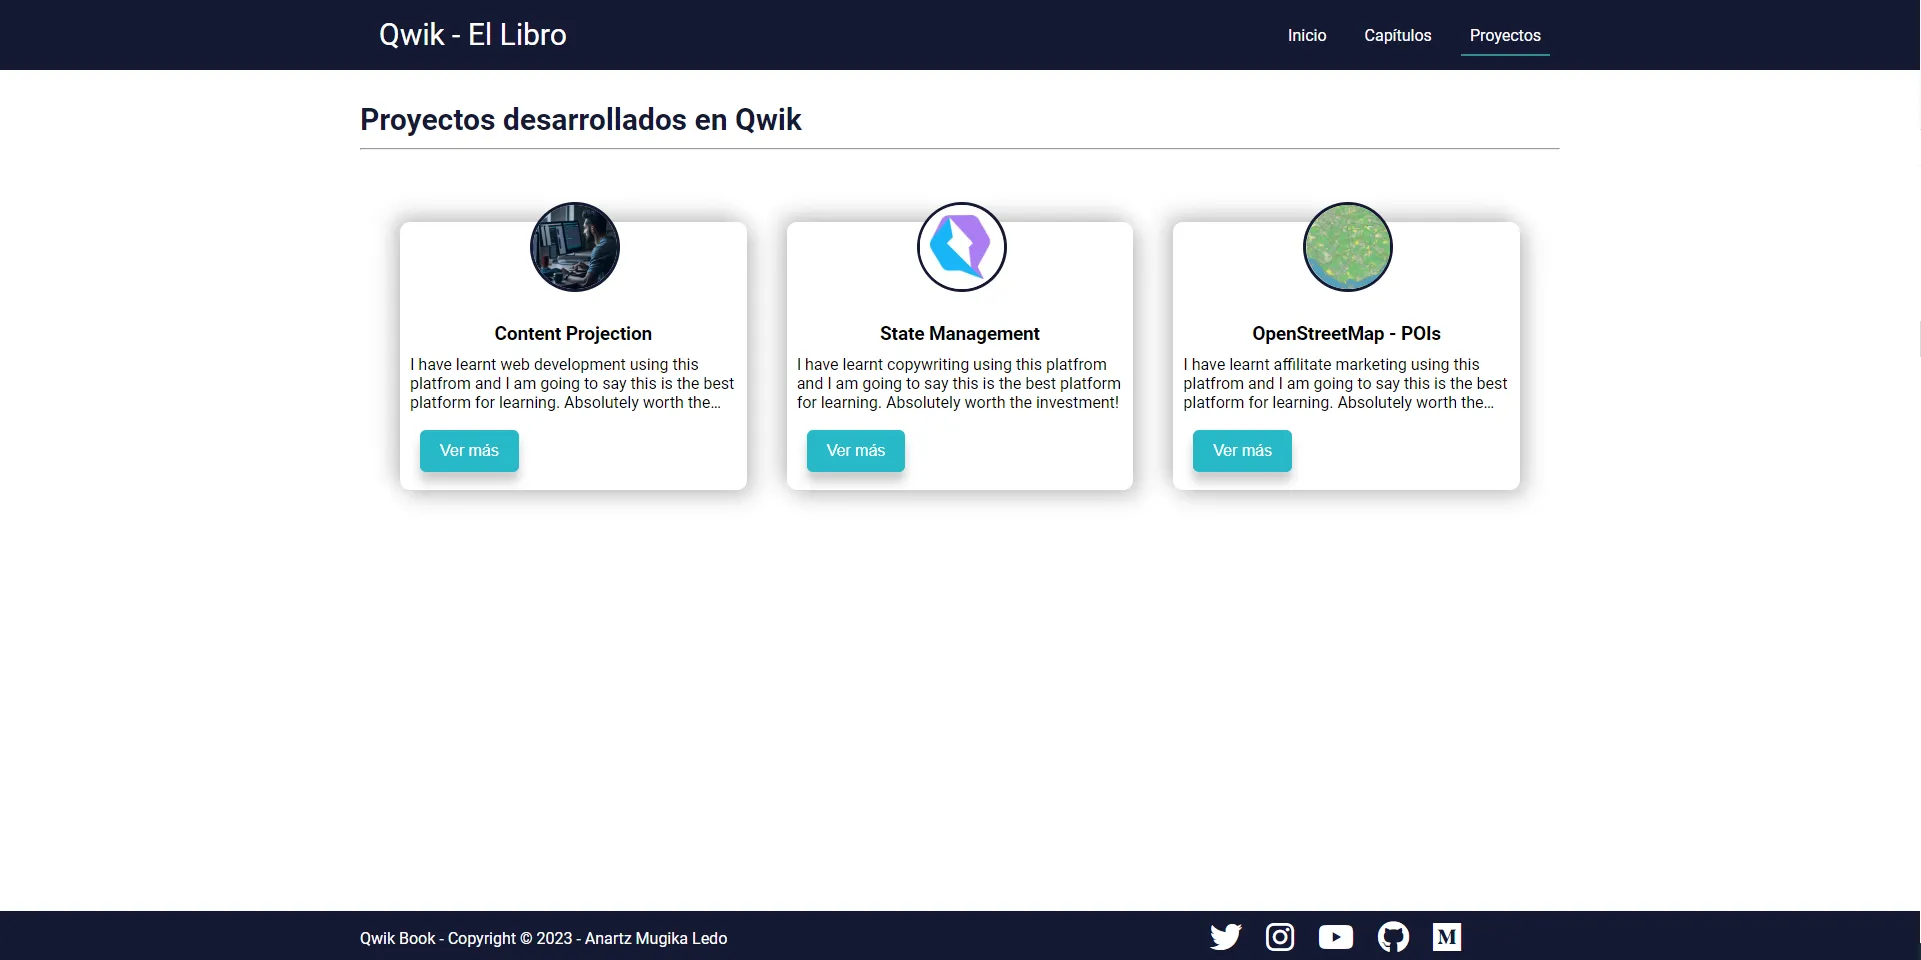 Qwik - El Libro
Inicio
Capítulos
Proyectos
Proyectos desarrollados en Qwik
Content Projection
I have learnt web development using this
platfrom and I am going to say this is the best
platform for learning. Absolutely worth the...
Ver más
State Management
I have learnt copywriting using this platfrom
and I am going to say this is the best platform
for learning. Absolutely worth the investment!
Ver más
OpenStreetMap - POIs
I have learnt affilitate marketing using this
platfrom and I am going to say this is the best
platform for learning. Absolutely worth the...
Ver más
Qwik Book - Copyright © 2023 - Anartz Mugika Ledo
M